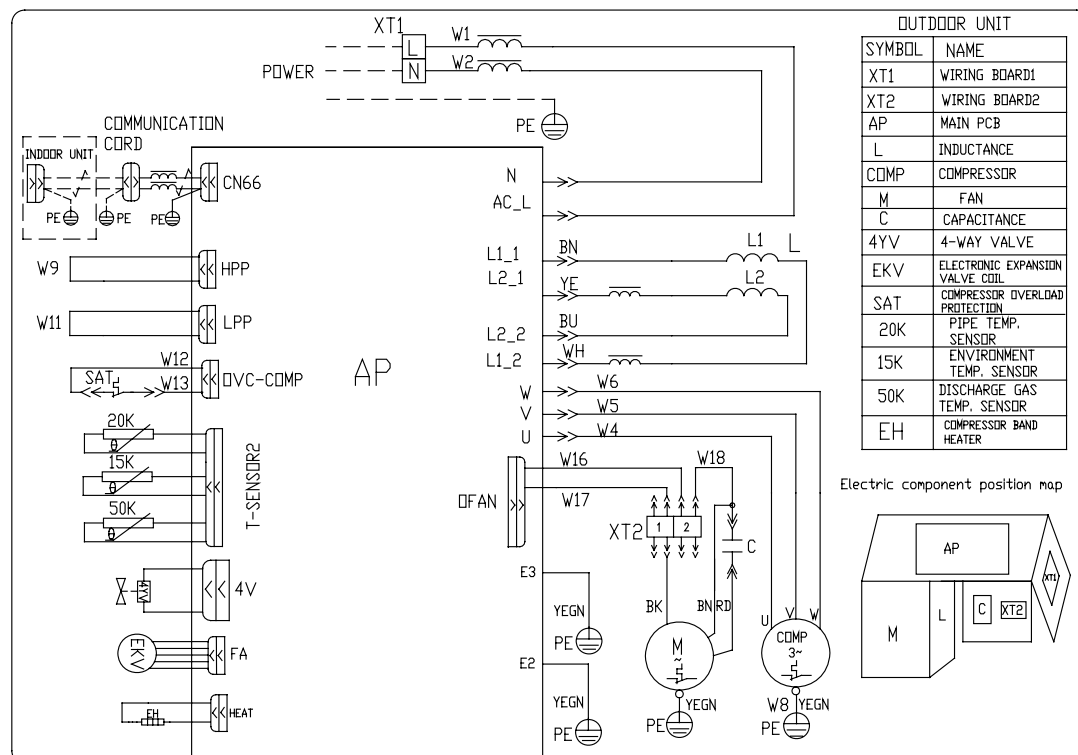 XT1
L
W1
POWER
N
W2
PE
COMMUNICATION
CORD
INDOOR UNIT
CN66
PE
PE
PE
N
AC_L
W9
HPP
L1_1
BN
L1
L
L2_1
YE
L2
W11
LPP
L2_2
BU
L1_2
WH
W12
SAT
W13
OVC-COMP
AP
W
W6
V
W5
U
W4
20K
θ
15K
θ
50K
θ
T-SENSOR2
W16
W18
OFAN
W17
XT2
1
2
C
4YV
4V
E3
YEGN
PE
BK
BN
RD
U
V
W
M
~
COMP
3~
EKV
FA
E2
YEGN
PE
YEGN
PE
W8
YEGN
PE
EH
HEAT
OUTDOOR UNIT
SYMBOL NAME
XT1 WIRING BOARD1
XT2 WIRING BOARD2
AP MAIN PCB
L INDUCTANCE
COMP COMPRESSOR
M FAN
C CAPACITANCE
4YV 4-WAY VALVE
EKV ELECTRONIC EXPANSION
VALVE COIL
SAT COMPRESSOR OVERLOAD
PROTECTION
20K PIPE TEMP.
SENSOR
15K ENVIRONMENT
TEMP. SENSOR
50K DISCHARGE GAS
TEMP. SENSOR
EH COMPRESSOR BAND
HEATER
Electric component position map
AP
XT1
M
L
C
XT2